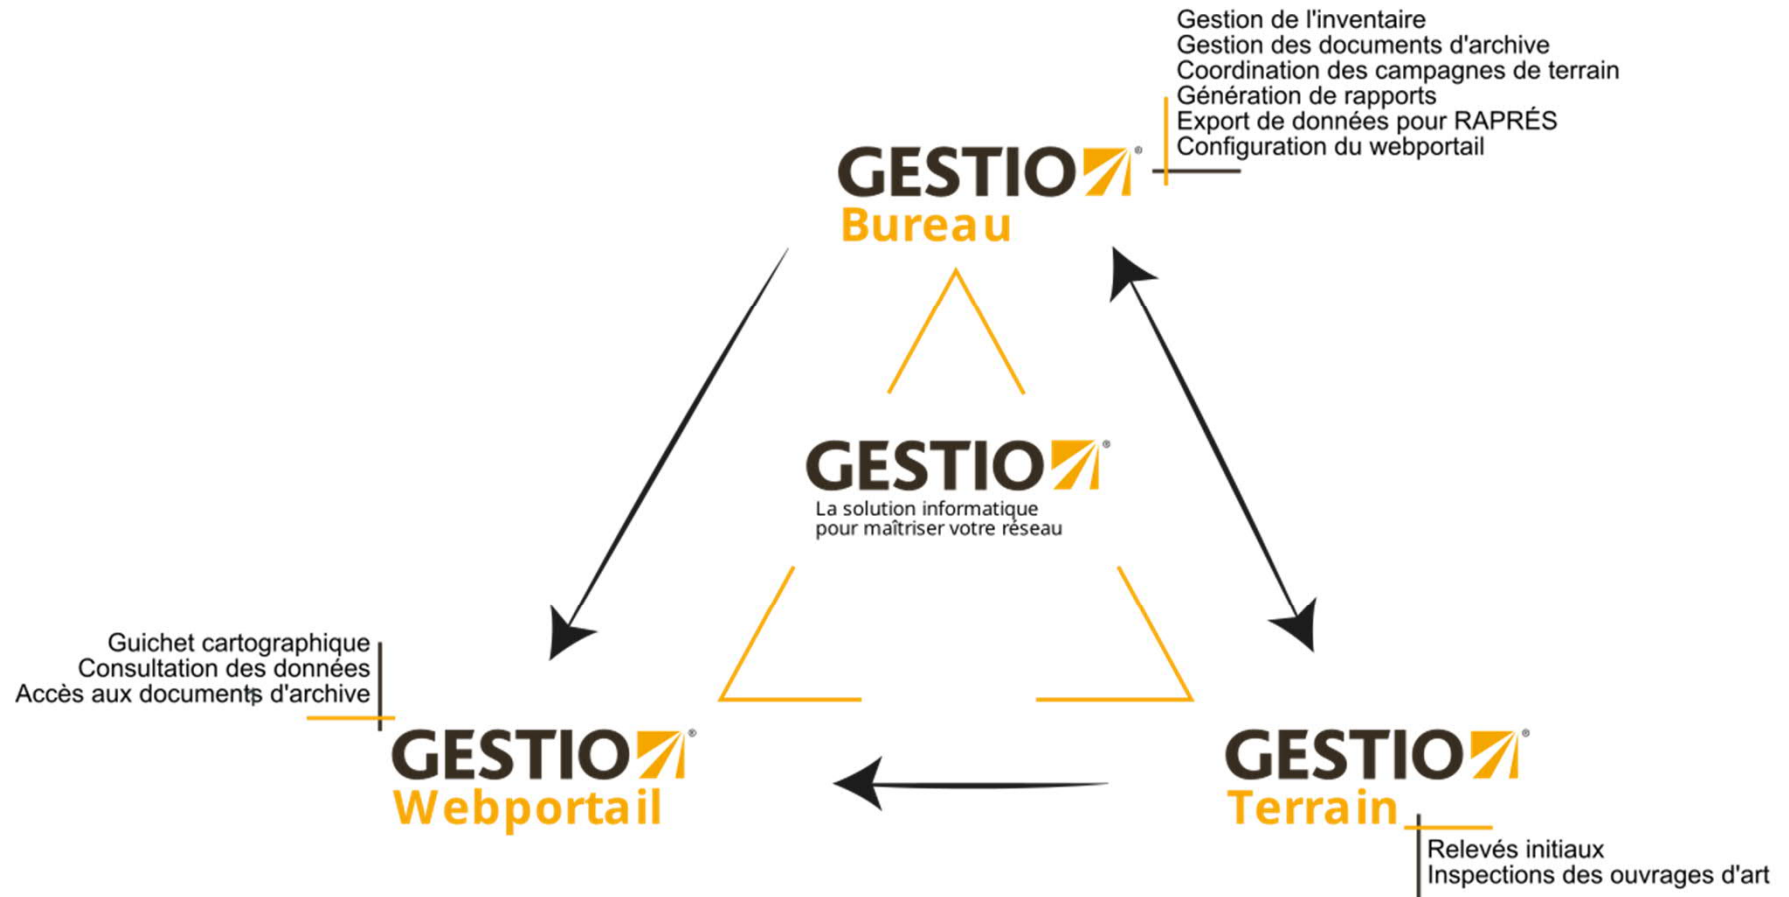 Gestion de l'inventaire
Gestion des documents d'archive
Coordination des campagnes de terrain
Génération de rapports
Export de données pour RAPRÉS
Configuration du webportail
GESTIO®
Bureau
GESTIO®
La solution informatique
pour maîtriser votre réseau
Guichet cartographique
Consultation des données
Accès aux documents d'archive
GESTIO®
Webportail
GESTIO®
Terrain
Relevés initiaux
Inspections des ouvrages d'art